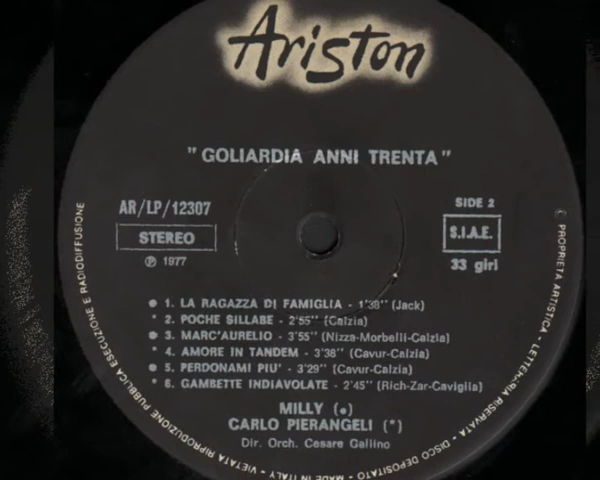 Ariston
"GOLIARDIA ANNI TRENTA"
AR/LP/12307
STEREO
℗ 1977
SIDE 2
S.I.A.E.
33 giri
● 1. LA RAGAZZA DI FAMIGLIA - 1'38" (Jack)
* 2. POCHE SILLABE - 2'55" (Calzia)
● 3. MARC'AURELIO - 3'55" (Nizza-Morbelli-Calzia)
* 4. AMORE IN TANDEM - 3'38" (Cavur-Calzia)
● 5. PERDONAMI PIU' - 3'29" (Cavur-Calzia)
* 6. GAMBETTE INDIAVOLATE - 2'45" (Rich-Zar-Caviglia)
MILLY (●)
CARLO PIERANGELI (*)
Dir. Orch. Cesare Gallino
PROPRIETA ARTISTICA - LETTERARIA RISERVATA - DISCO DEPOSITATO - MADE IN ITALY - VIETATA RIPRODUZIONE PUBBLICA ESECUZIONE E RADIODIFFUSIONE